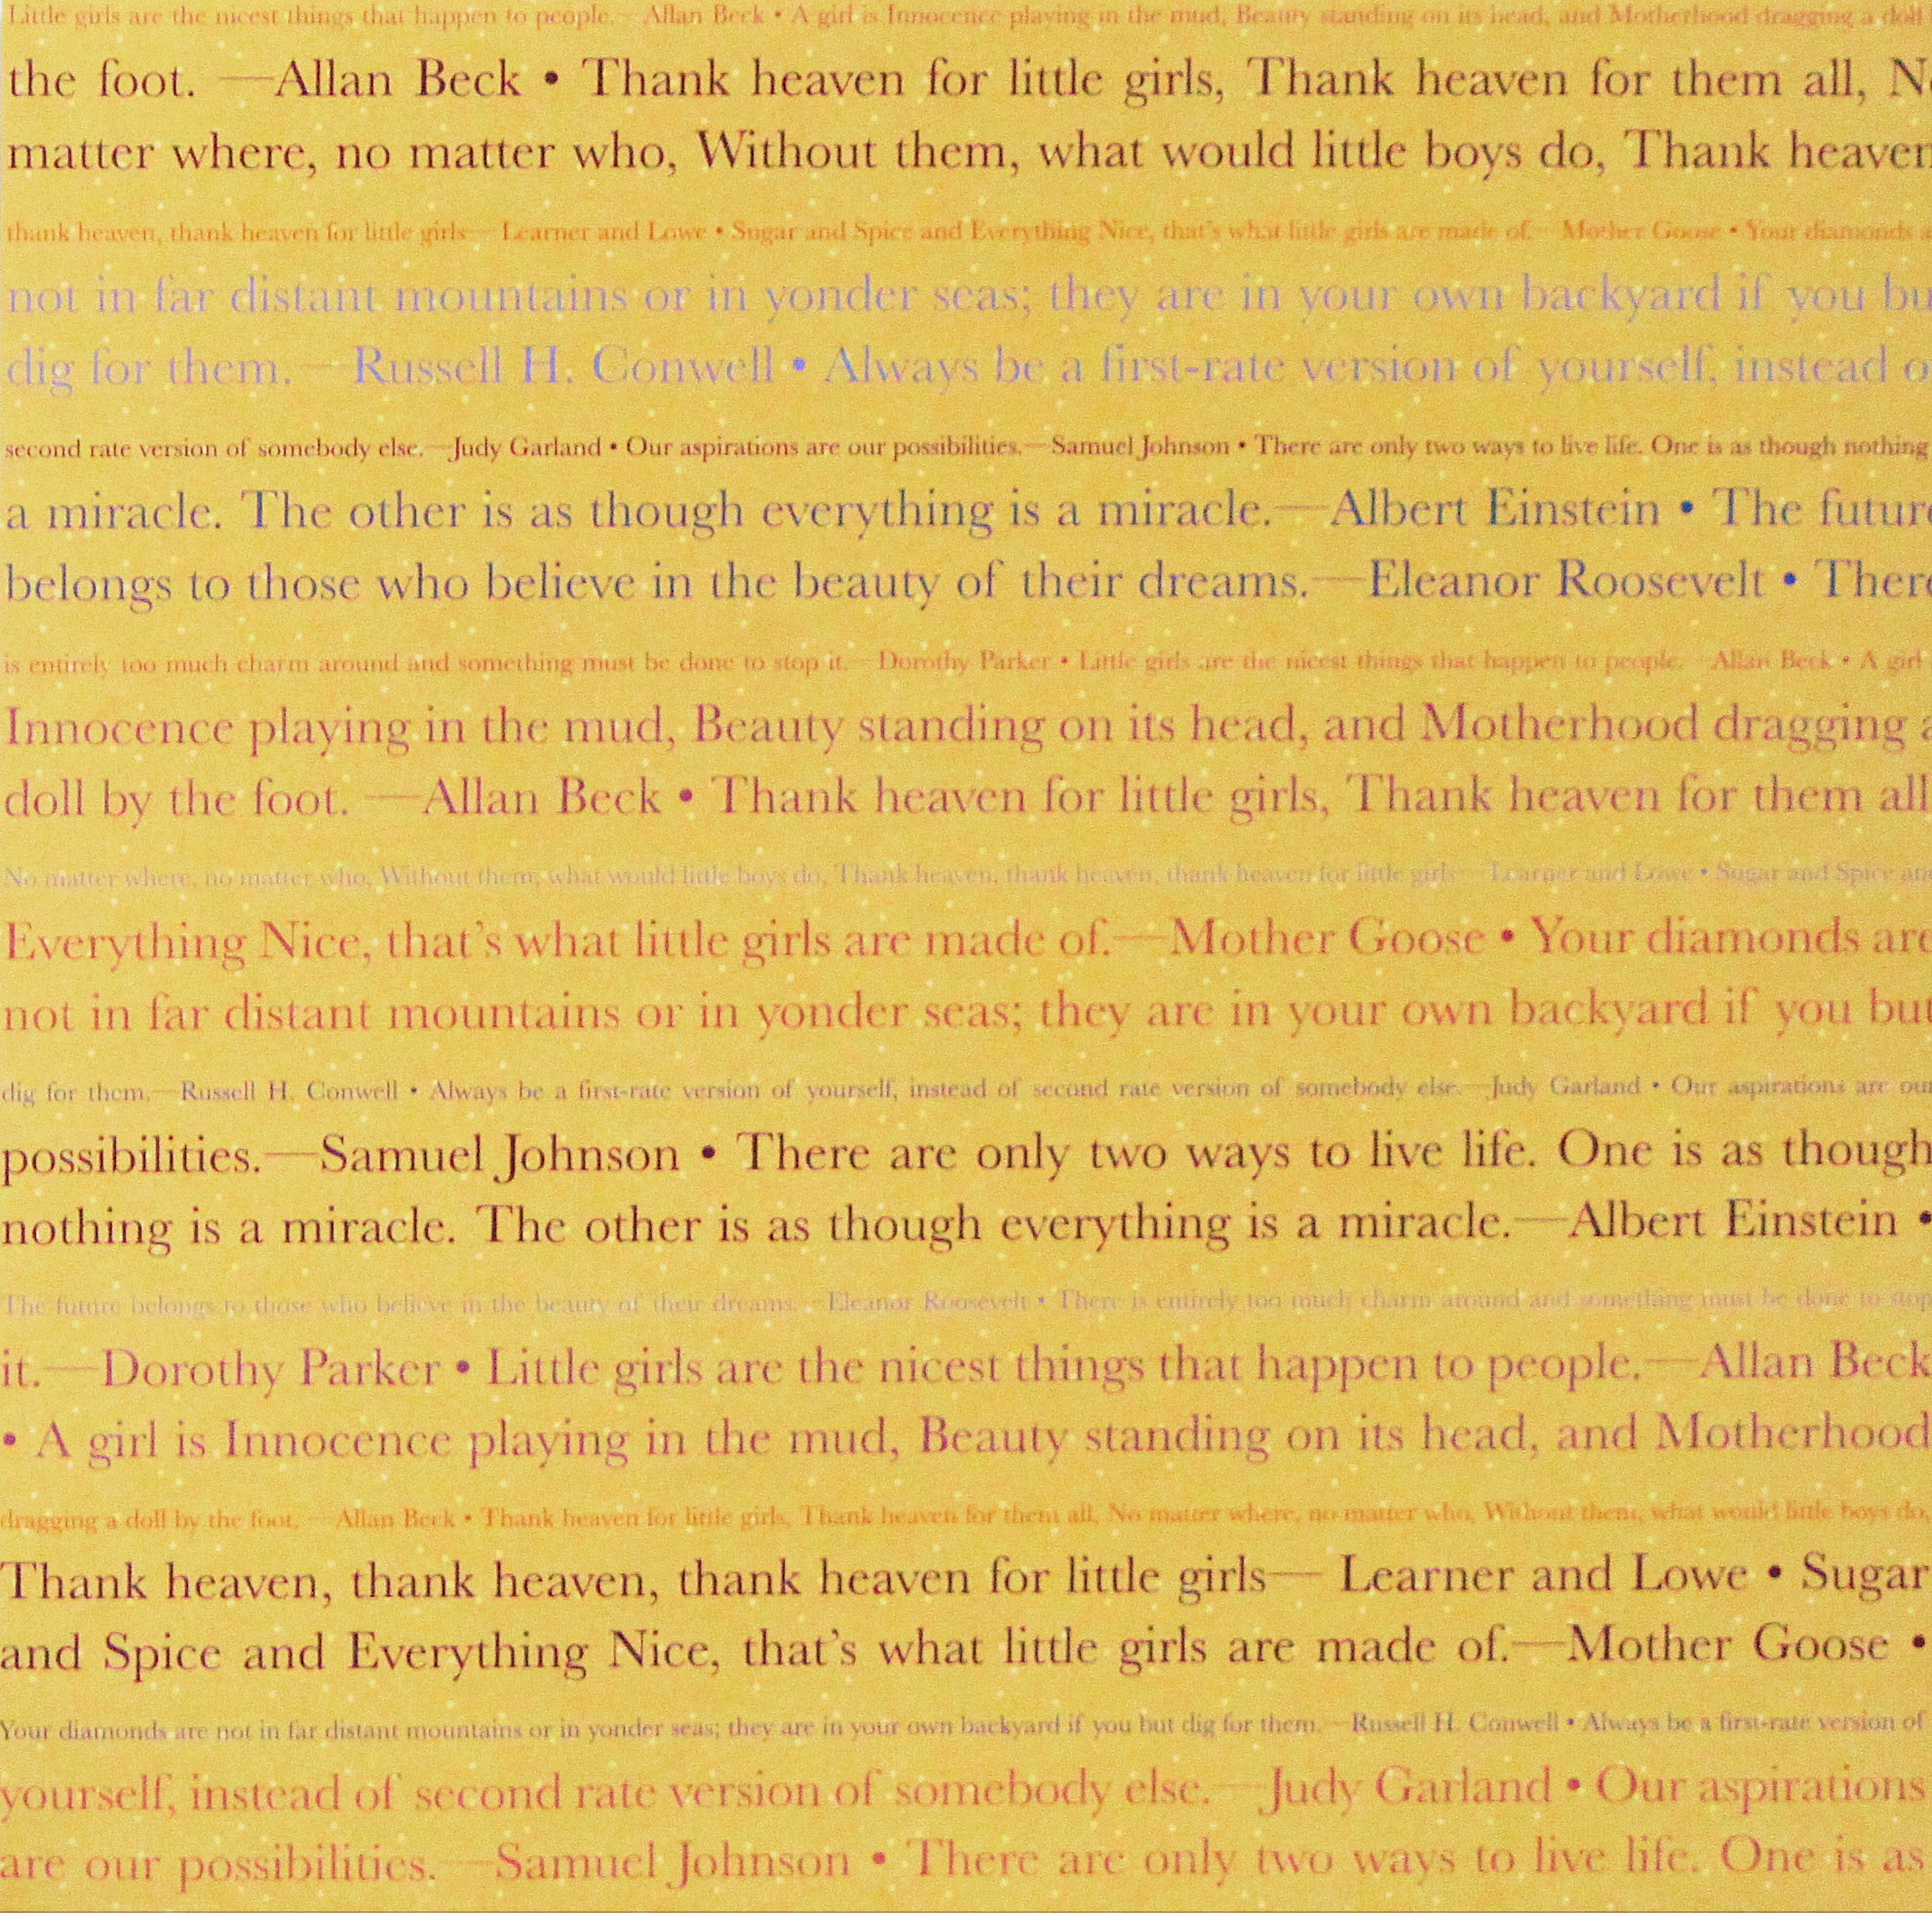 Little girls are the nicest things that happen to people.—Allan Beck • A girl is Innocence playing in the mud, Beauty standing on its head, and Motherhood dragging a doll
the foot. —Allan Beck • Thank heaven for little girls, Thank heaven for them all, No
matter where, no matter who, Without them, what would little boys do, Thank heaven
thank heaven, thank heaven for little girls— Learner and Lowe • Sugar and Spice and Everything Nice, that's what little girls are made of.—Mother Goose • Your diamonds a
not in far distant mountains or in yonder seas; they are in your own backyard if you bu
dig for them.—Russell H. Conwell • Always be a first-rate version of yourself, instead o
second rate version of somebody else.—Judy Garland • Our aspirations are our possibilities.—Samuel Johnson • There are only two ways to live life. One is as though nothing
a miracle. The other is as though everything is a miracle.—Albert Einstein • The future
belongs to those who believe in the beauty of their dreams.—Eleanor Roosevelt • There
is entirely too much charm around and something must be done to stop it.—Dorothy Parker • Little girls are the nicest things that happen to people.—Allan Beck • A girl
Innocence playing in the mud, Beauty standing on its head, and Motherhood dragging a
doll by the foot. —Allan Beck • Thank heaven for little girls, Thank heaven for them all
No matter where, no matter who, Without them, what would little boys do, Thank heaven, thank heaven, thank heaven for little girls— Learner and Lowe • Sugar and Spice and
Everything Nice, that's what little girls are made of.—Mother Goose • Your diamonds are
not in far distant mountains or in yonder seas; they are in your own backyard if you but
dig for them.—Russell H. Conwell • Always be a first-rate version of yourself, instead of second rate version of somebody else.—Judy Garland • Our aspirations are our
possibilities.—Samuel Johnson • There are only two ways to live life. One is as though
nothing is a miracle. The other is as though everything is a miracle.—Albert Einstein •
The future belongs to those who believe in the beauty of their dreams.—Eleanor Roosevelt • There is entirely too much charm around and something must be done to stop
it.—Dorothy Parker • Little girls are the nicest things that happen to people.—Allan Beck
• A girl is Innocence playing in the mud, Beauty standing on its head, and Motherhood
dragging a doll by the foot. —Allan Beck • Thank heaven for little girls, Thank heaven for them all, No matter where, no matter who, Without them, what would little boys do,
Thank heaven, thank heaven, thank heaven for little girls— Learner and Lowe • Sugar
and Spice and Everything Nice, that's what little girls are made of.—Mother Goose •
Your diamonds are not in far distant mountains or in yonder seas; they are in your own backyard if you but dig for them.—Russell H. Conwell • Always be a first-rate version of
yourself, instead of second rate version of somebody else.—Judy Garland • Our aspirations
are our possibilities.—Samuel Johnson • There are only two ways to live life. One is as